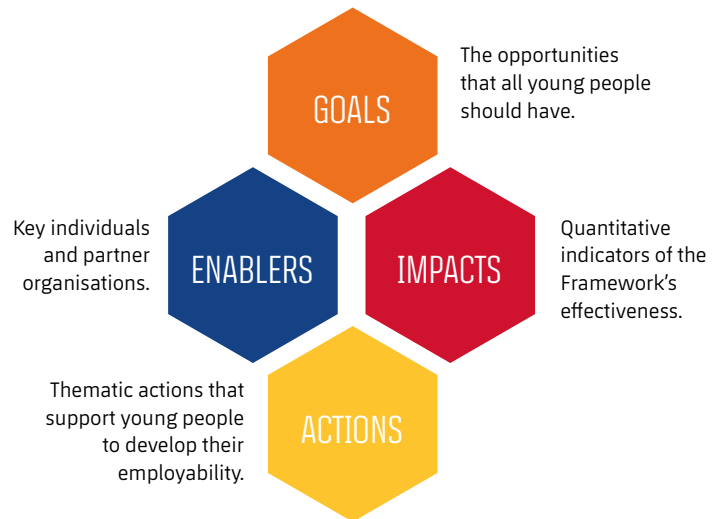 GOALS
The opportunities
that all young people
should have.
Key individuals
and partner
organisations.
ENABLERS
IMPACTS
Quantitative
indicators of the
Framework's
effectiveness.
Thematic actions that
support young people
to develop their
employability.
ACTIONS